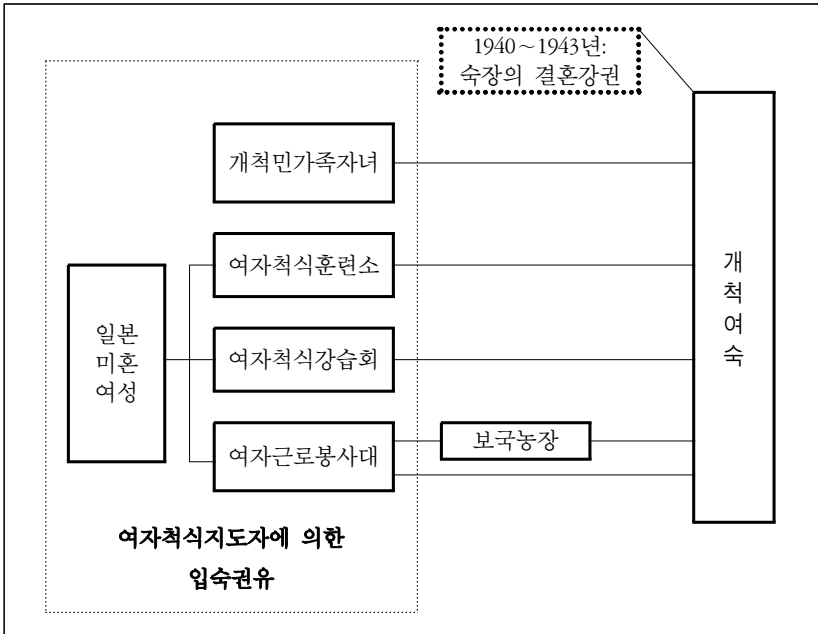 1940～1943년:
숙장의 결혼강권
개척민가족자녀
여자척식훈련소
일본
미혼
여성
여자척식강습회
여자근로봉사대
보국농장
개
척
여
숙
여자척식지도자에 의한
입숙권유